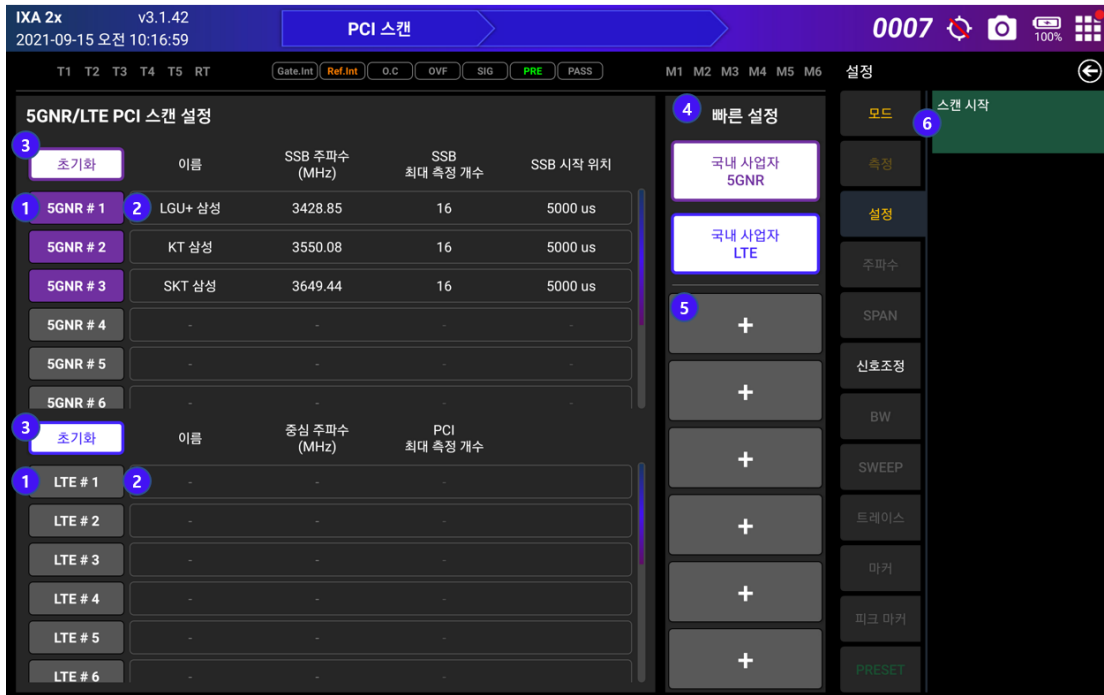 IXA 2x v3.1.42
2021-09-15 오전 10:16:59
PCI 스캔
0007
100%
T1 T2 T3 T4 T5 RT
Gate.Int Ref.Int O.C OVF SIG PRE PASS
M1 M2 M3 M4 M5 M6
설정
5GNR/LTE PCI 스캔 설정
3
초기화 이름 SSB 주파수 (MHz) SSB 최대 측정 개수 SSB 시작 위치
1 5GNR # 1 2 LGU+ 삼성 3428.85 16 5000 us
5GNR # 2 KT 삼성 3550.08 16 5000 us
5GNR # 3 SKT 삼성 3649.44 16 5000 us
5GNR # 4 - - - -
5GNR # 5 - - - -
5GNR # 6 - - - -
3
초기화 이름 중심 주파수 (MHz) PCI 최대 측정 개수
1 LTE # 1 2 - - -
LTE # 2 - - -
LTE # 3 - - -
LTE # 4 - - -
LTE # 5 - - -
LTE # 6 - - -
4 빠른 설정
국내 사업자
5GNR
국내 사업자
LTE
5
+
+
+
+
+
+
모드
측정
설정
주파수
SPAN
신호조정
BW
SWEEP
트레이스
마커
피크 마커
PRESET
스캔 시작
6